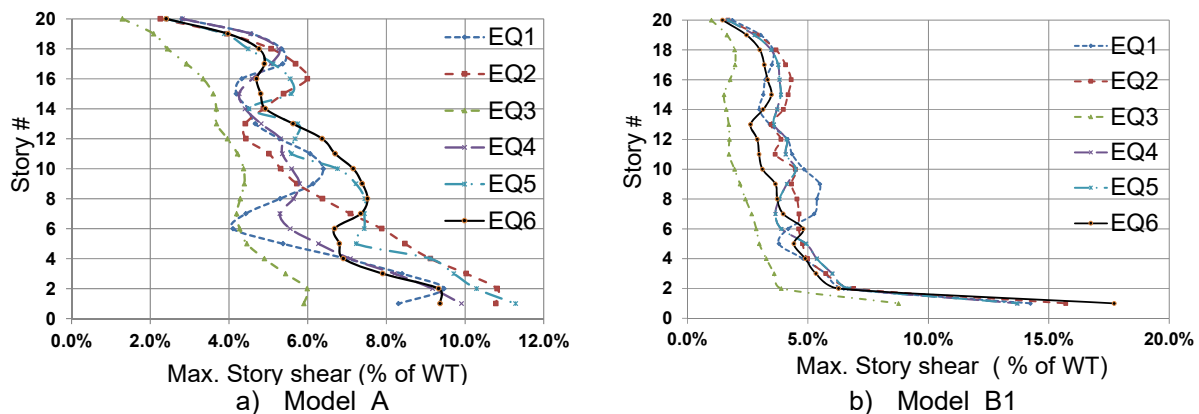 20
18
16
14
12
10
8
6
4
2
0
Story #
0.0% 2.0% 4.0% 6.0% 8.0% 10.0% 12.0%
Max. Story shear (% of WT)
EQ1
EQ2
EQ3
EQ4
EQ5
EQ6
a) Model A
20
18
16
14
12
10
8
6
4
2
0
Story #
0.0% 5.0% 10.0% 15.0% 20.0%
Max. Story shear ( % of WT)
EQ1
EQ2
EQ3
EQ4
EQ5
EQ6
b) Model B1